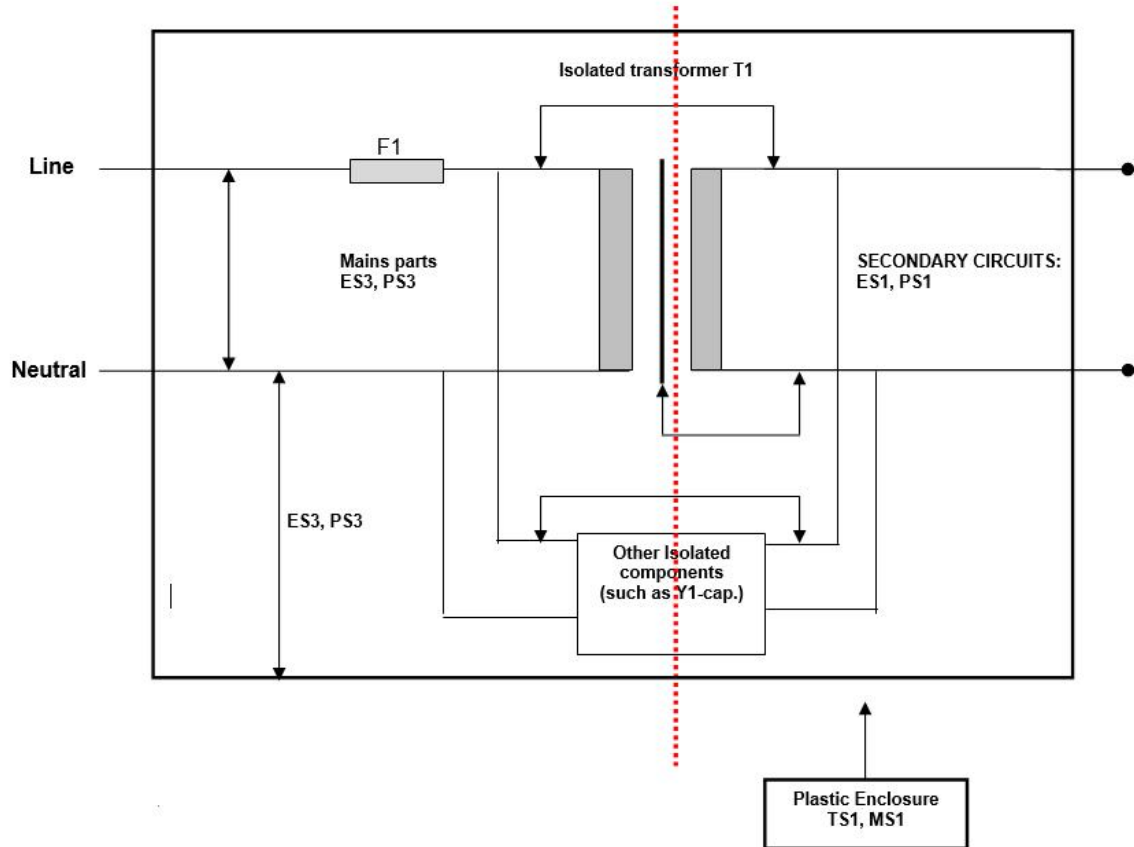 Isolated transformer T1
F1
Line
Mains parts
ES3, PS3
SECONDARY CIRCUITS:
ES1, PS1
Neutral
ES3, PS3
Other Isolated
components
(such as Y1-cap.)
Plastic Enclosure
TS1, MS1